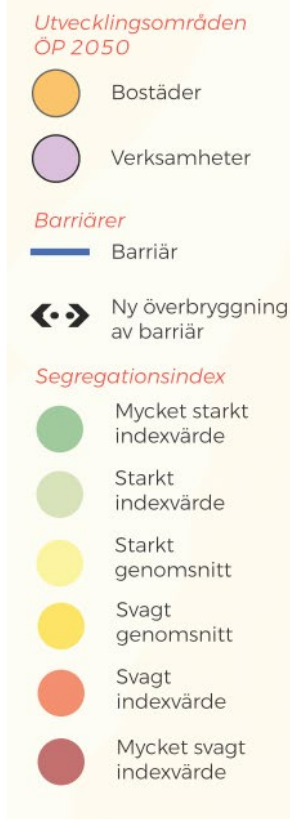 Utvecklingsområden
ÖP 2050
Bostäder
Verksamheter
Barriärer
Barriär
Ny överbryggning
av barriär
Segregationsindex
Mycket starkt
indexvärde
Starkt
indexvärde
Starkt
genomsnitt
Svagt
genomsnitt
Svagt
indexvärde
Mycket svagt
indexvärde